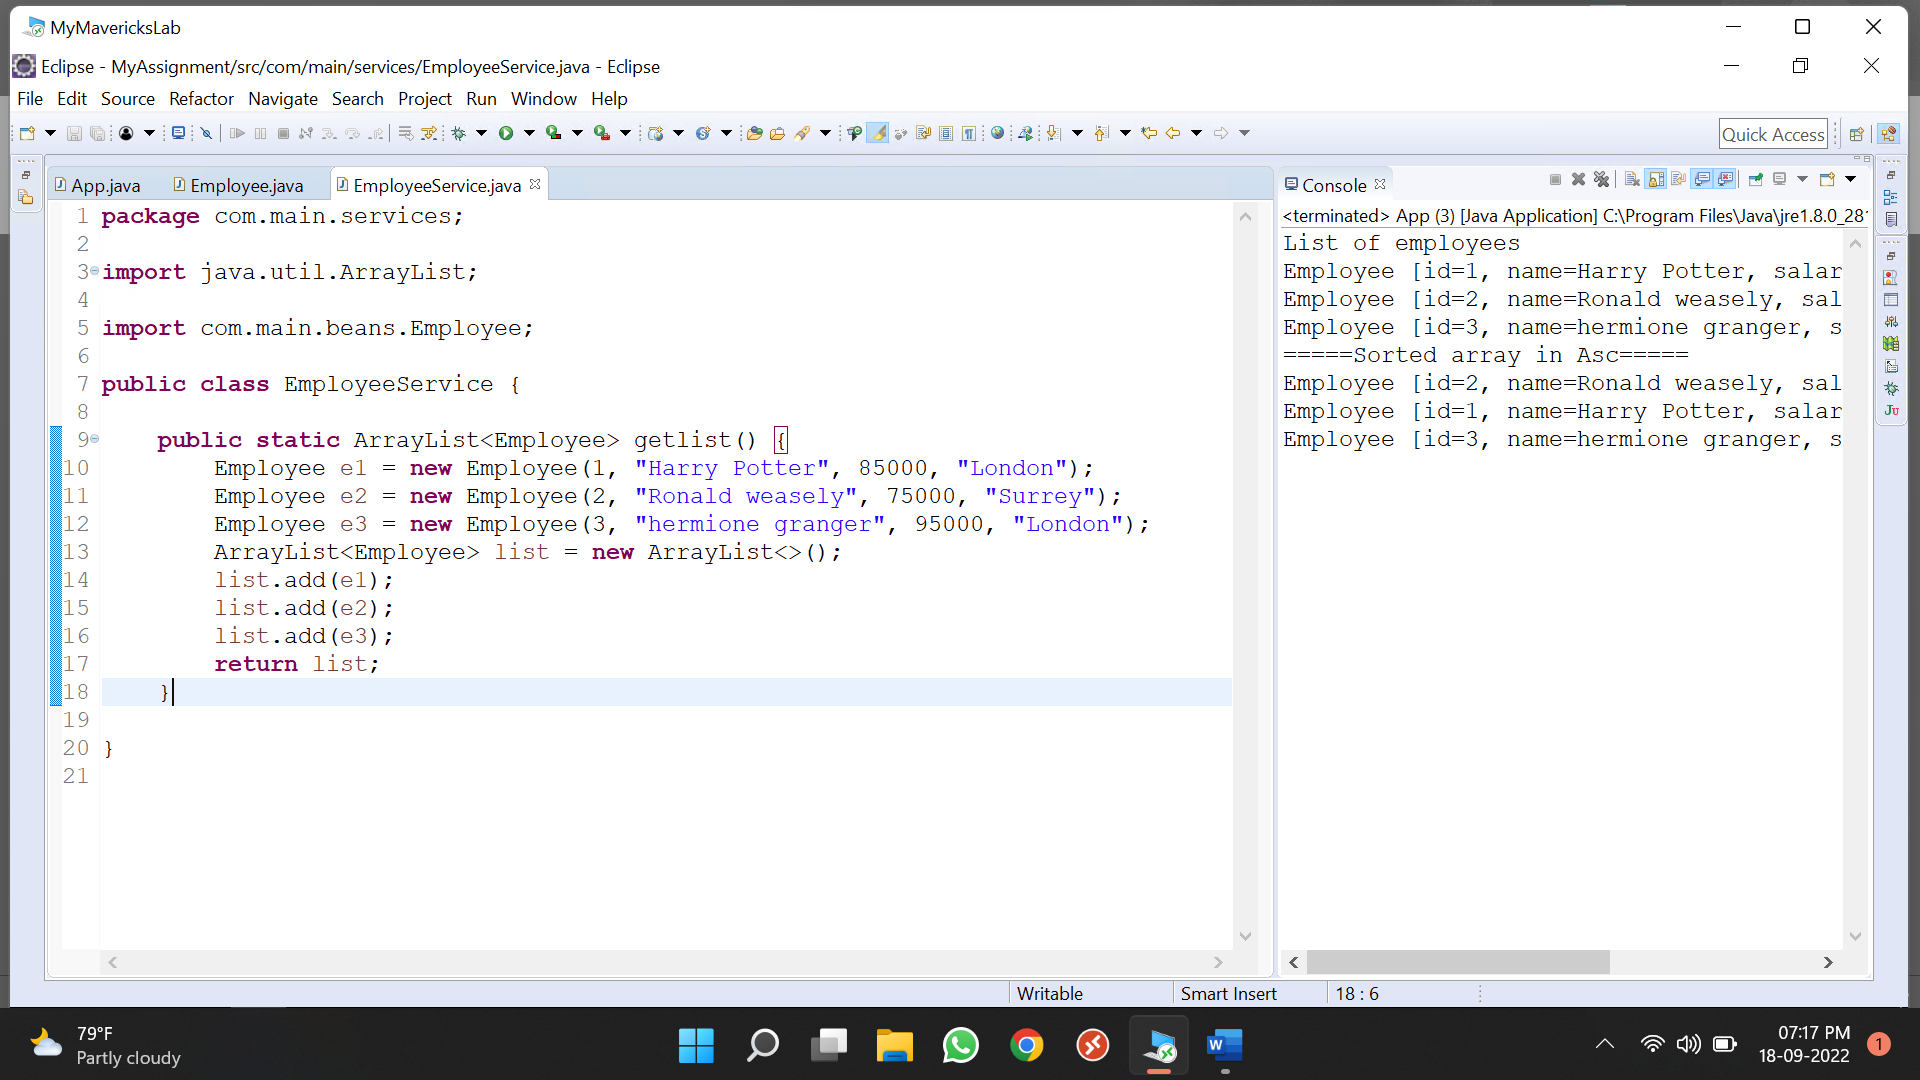 MyMavericksLab
Eclipse - MyAssignment/src/com/main/services/EmployeeService.java - Eclipse
File Edit Source Refactor Navigate Search Project Run Window Help
Quick Access
App.java Employee.java EmployeeService.java
1 package com.main.services;
2
3 import java.util.ArrayList;
4
5 import com.main.beans.Employee;
6
7 public class EmployeeService {
8
9 public static ArrayList<Employee> getlist() {
10 Employee e1 = new Employee(1, "Harry Potter", 85000, "London");
11 Employee e2 = new Employee(2, "Ronald weasely", 75000, "Surrey");
12 Employee e3 = new Employee(3, "hermione granger", 95000, "London");
13 ArrayList<Employee> list = new ArrayList<>();
14 list.add(e1);
15 list.add(e2);
16 list.add(e3);
17 return list;
18 }
19
20 }
21
Console
<terminated> App (3) [Java Application] C:\Program Files\Java\jre1.8.0_281
List of employees
Employee [id=1, name=Harry Potter, salar
Employee [id=2, name=Ronald weasely, sal
Employee [id=3, name=hermione granger, s
=====Sorted array in Asc=====
Employee [id=2, name=Ronald weasely, sal
Employee [id=1, name=Harry Potter, salar
Employee [id=3, name=hermione granger, s
Ju
Writable Smart Insert 18 : 6
79°F
Partly cloudy
W
07:17 PM
18-09-2022
1